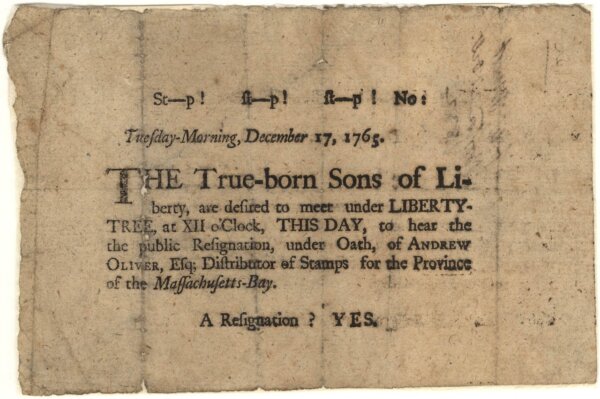 St—p! ſt—p! ſt—p! No:
Tueſday-Morning, December 17, 1765.
THE True-born Sons of Li-
berty, are deſired to meet under LIBERTY-
TREE, at XII o'Clock, THIS DAY, to hear the
the public Reſignation, under Oath, of ANDREW
OLIVER, Eſq; Diſtributor of Stamps for the Province
of the Maſſachuſetts-Bay.
A Reſignation ? YES.